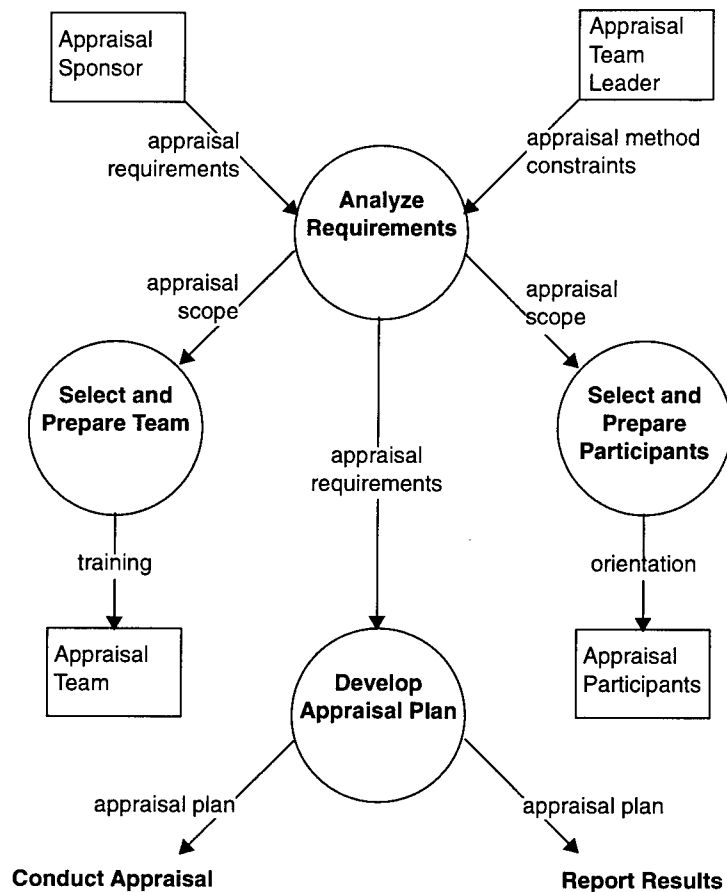 Appraisal
Sponsor
Appraisal
Team
Leader
appraisal
requirements
appraisal method
constraints
Analyze
Requirements
appraisal
scope
appraisal
scope
Select and
Prepare Team
Select and
Prepare
Participants
appraisal
requirements
training
orientation
Appraisal
Team
Appraisal
Participants
Develop
Appraisal Plan
appraisal plan
appraisal plan
Conduct Appraisal
Report Results